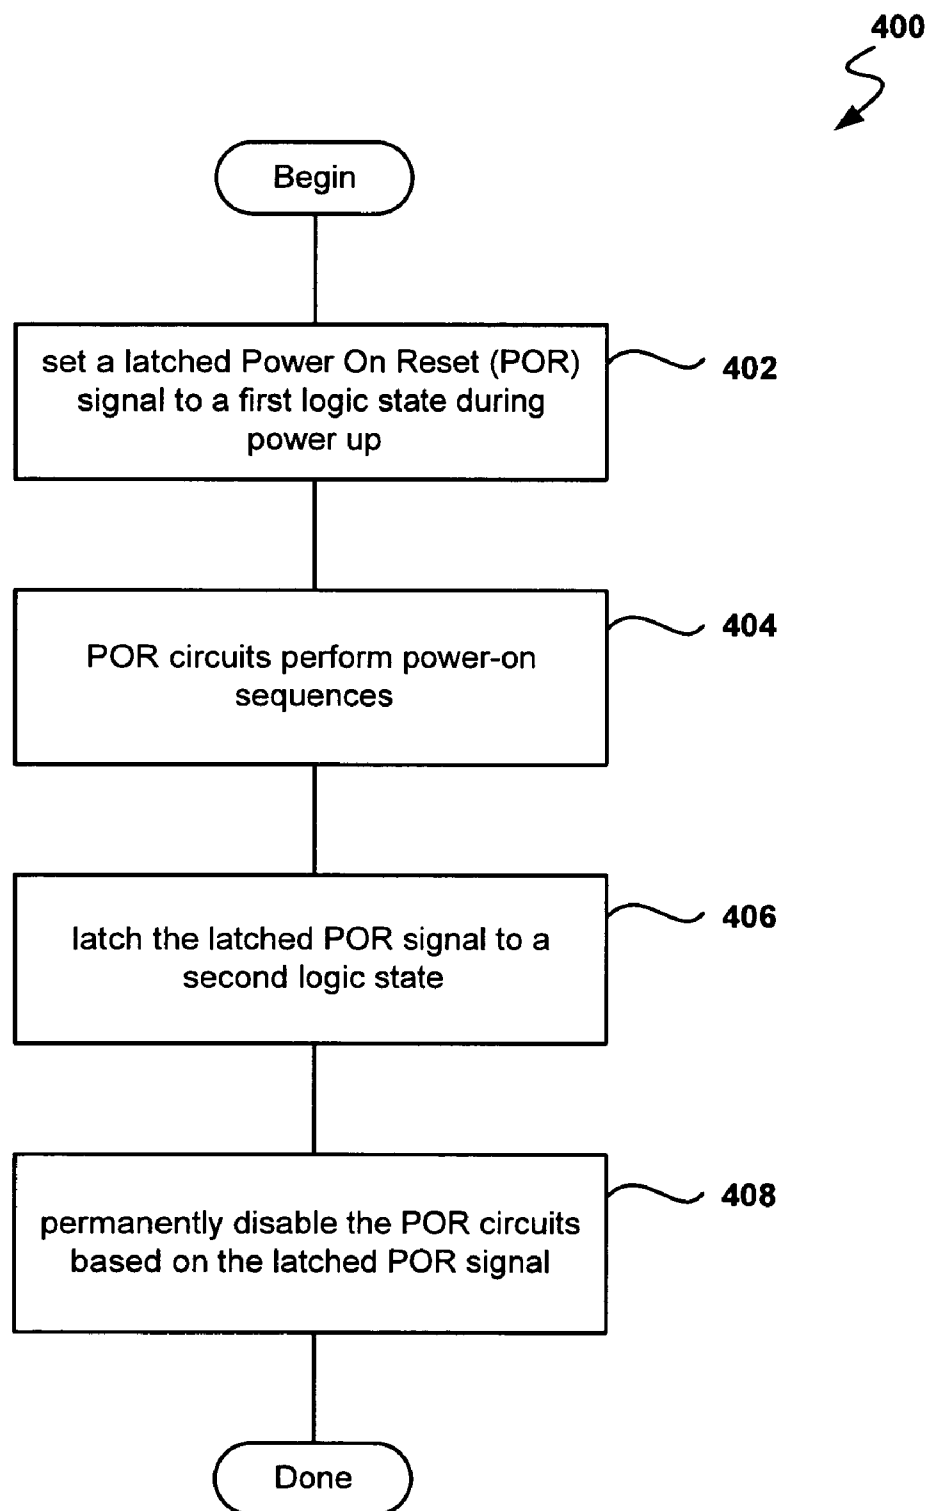 400
Begin
set a latched Power On Reset (POR)
signal to a first logic state during
power up
402
POR circuits perform power-on
sequences
404
latch the latched POR signal to a
second logic state
406
permanently disable the POR circuits
based on the latched POR signal
408
Done